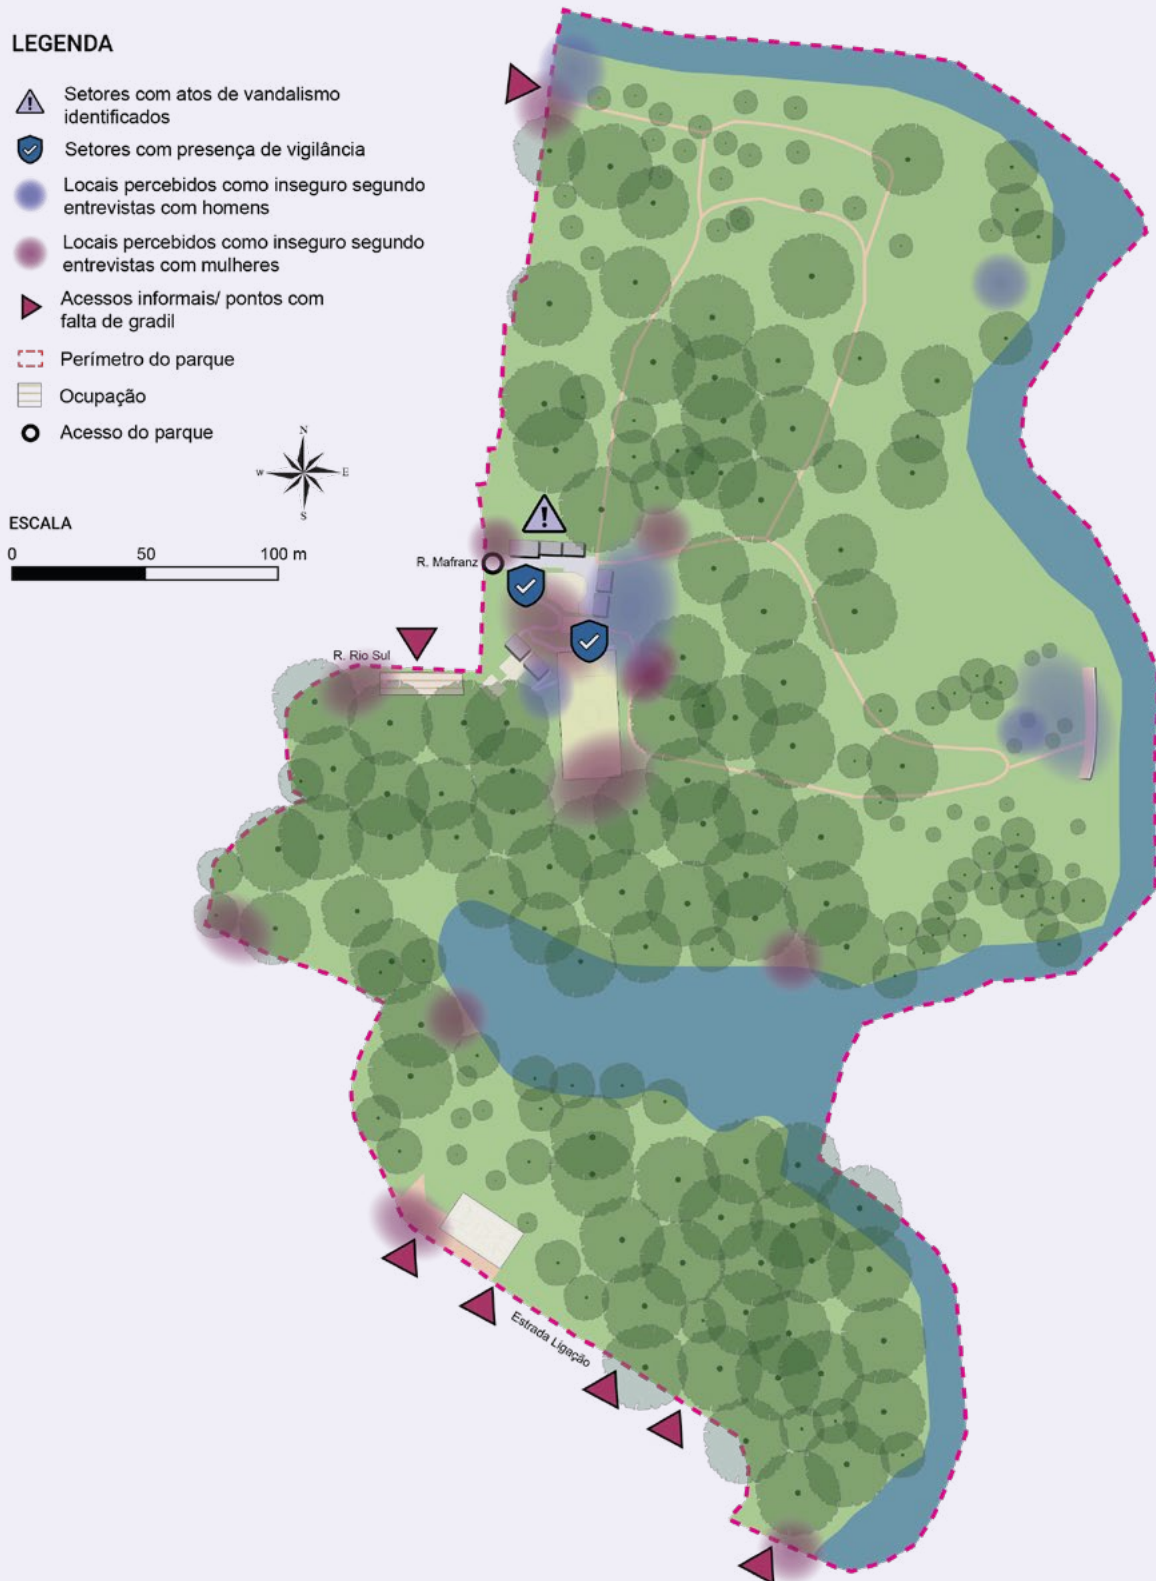 LEGENDA
Setores com atos de vandalismo
identificados
Setores com presença de vigilância
Locais percebidos como inseguro segundo
entrevistas com homens
Locais percebidos como inseguro segundo
entrevistas com mulheres
Acessos informais/ pontos com
falta de gradil
Perímetro do parque
Ocupação
Acesso do parque
N
W
E
S
ESCALA
0 50 100 m
R. Mafranz
R. Rio Sul
Estrada Ligação